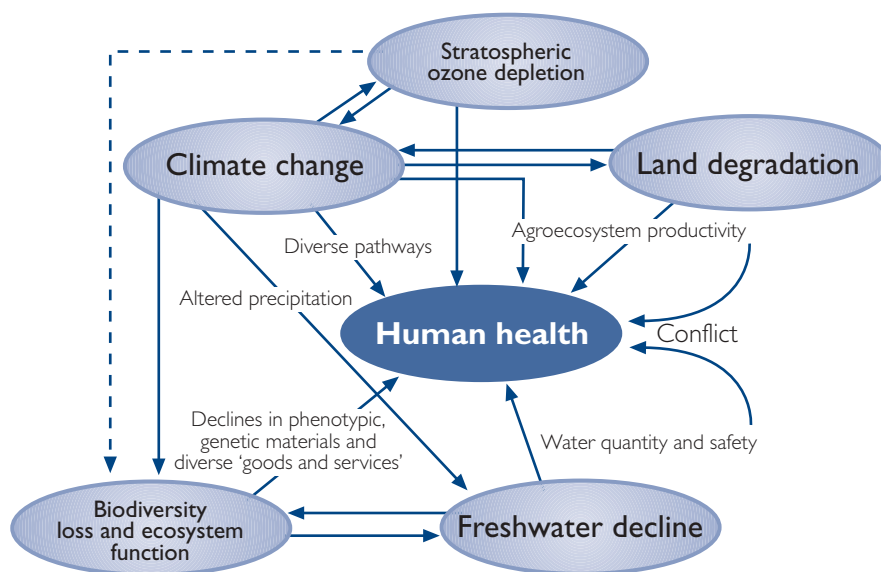 Stratospheric
ozone depletion
Climate change
Land degradation
Diverse pathways
Agroecosystem productivity
Altered precipitation
Human health
Conflict
Declines in phenotypic,
genetic materials and
diverse ‘goods and services’
Water quantity and safety
Biodiversity
loss and ecosystem
function
Freshwater decline